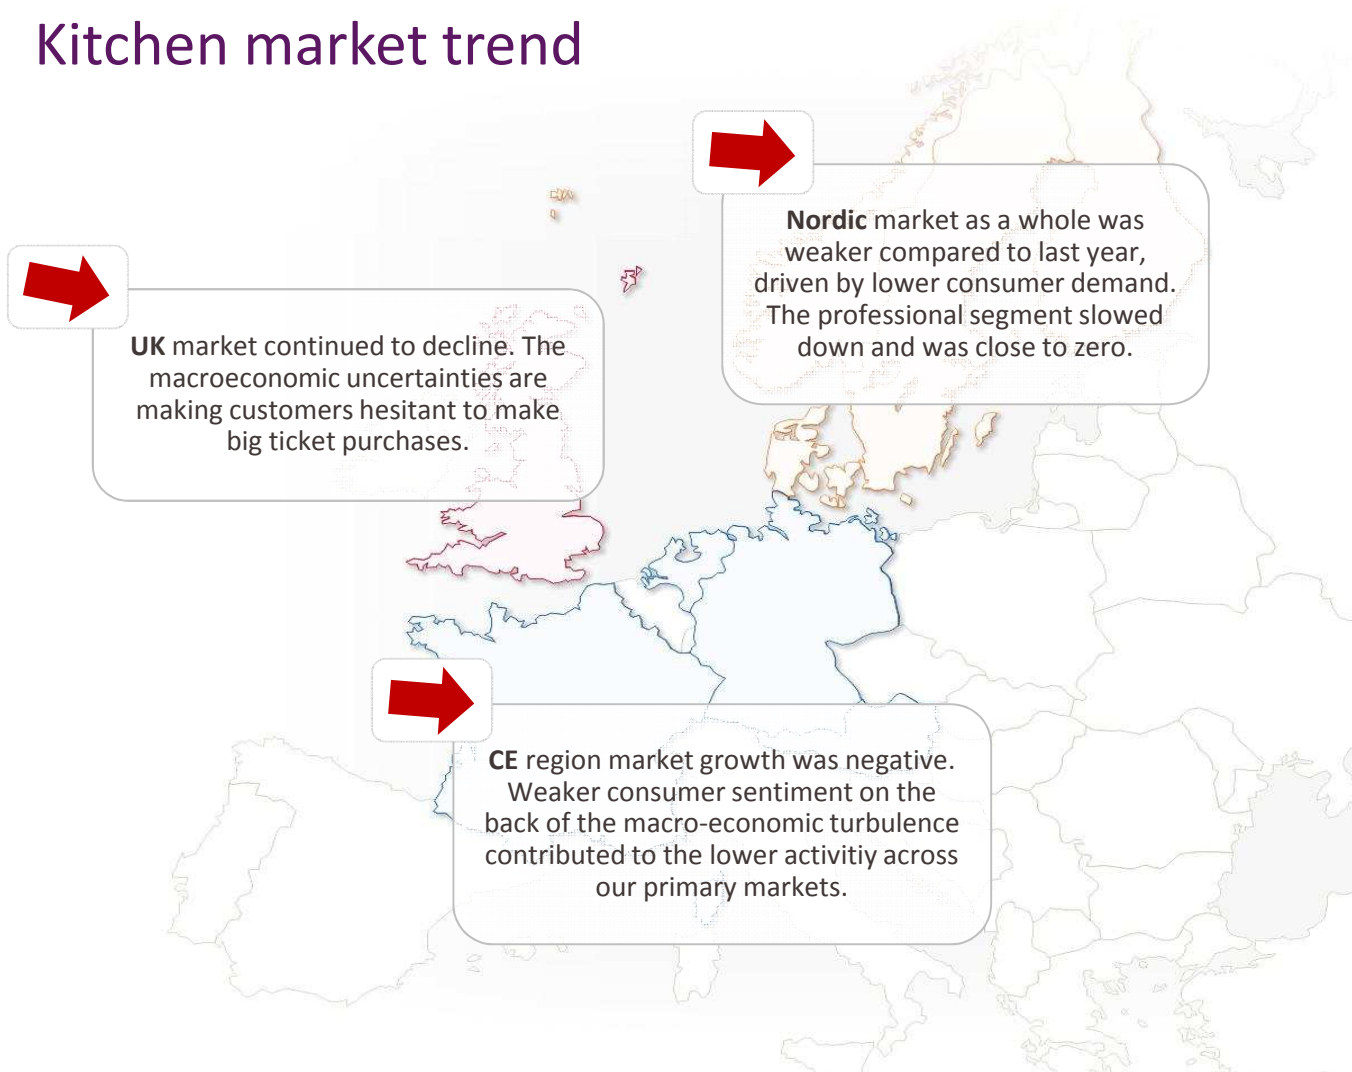 Kitchen market trend
Nordic market as a whole was
weaker compared to last year,
driven by lower consumer demand.
The professional segment slowed
down and was close to zero.
UK market continued to decline. The
macroeconomic uncertainties are
making customers hesitant to make
big ticket purchases.
CE region market growth was negative.
Weaker consumer sentiment on the
back of the macro-economic turbulence
contributed to the lower activitiy across
our primary markets.